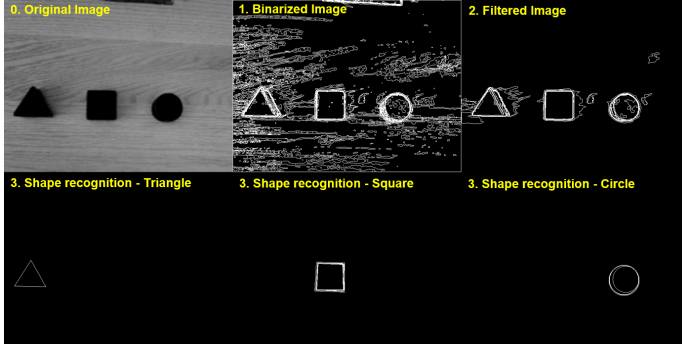 0. Original Image
1. Binarized Image
2. Filtered Image
3. Shape recognition - Triangle
3. Shape recognition - Square
3. Shape recognition - Circle